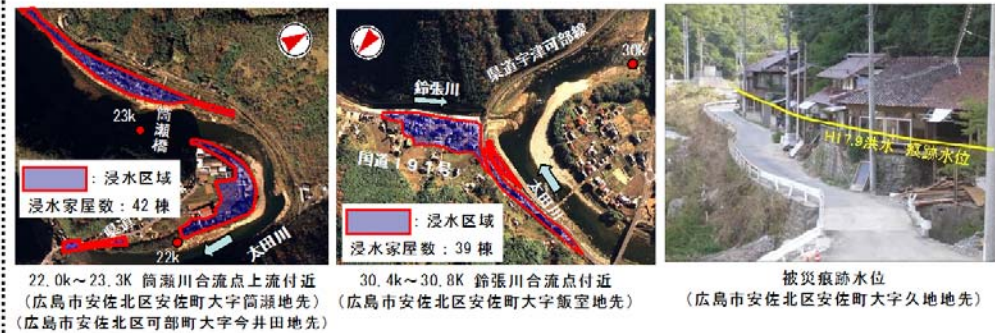 23k
筒瀬橋
：浸水区域
浸水家屋数：42 棟
22k
太田川
22.0k～23.3K 筒瀬川合流点上流付近
（広島市安佐北区安佐町大字筒瀬地先）
（広島市安佐北区可部町大字今井田地先）
県道宇津可部線
30k
鈴張川
国道191号
太田川
：浸水区域
浸水家屋数：39 棟
30.4k～30.8K 鈴張川合流点付近
（広島市安佐北区安佐町大字飯室地先）
H17.9洪水 痕跡水位
被災痕跡水位
（広島市安佐北区安佐町大字久地地先）